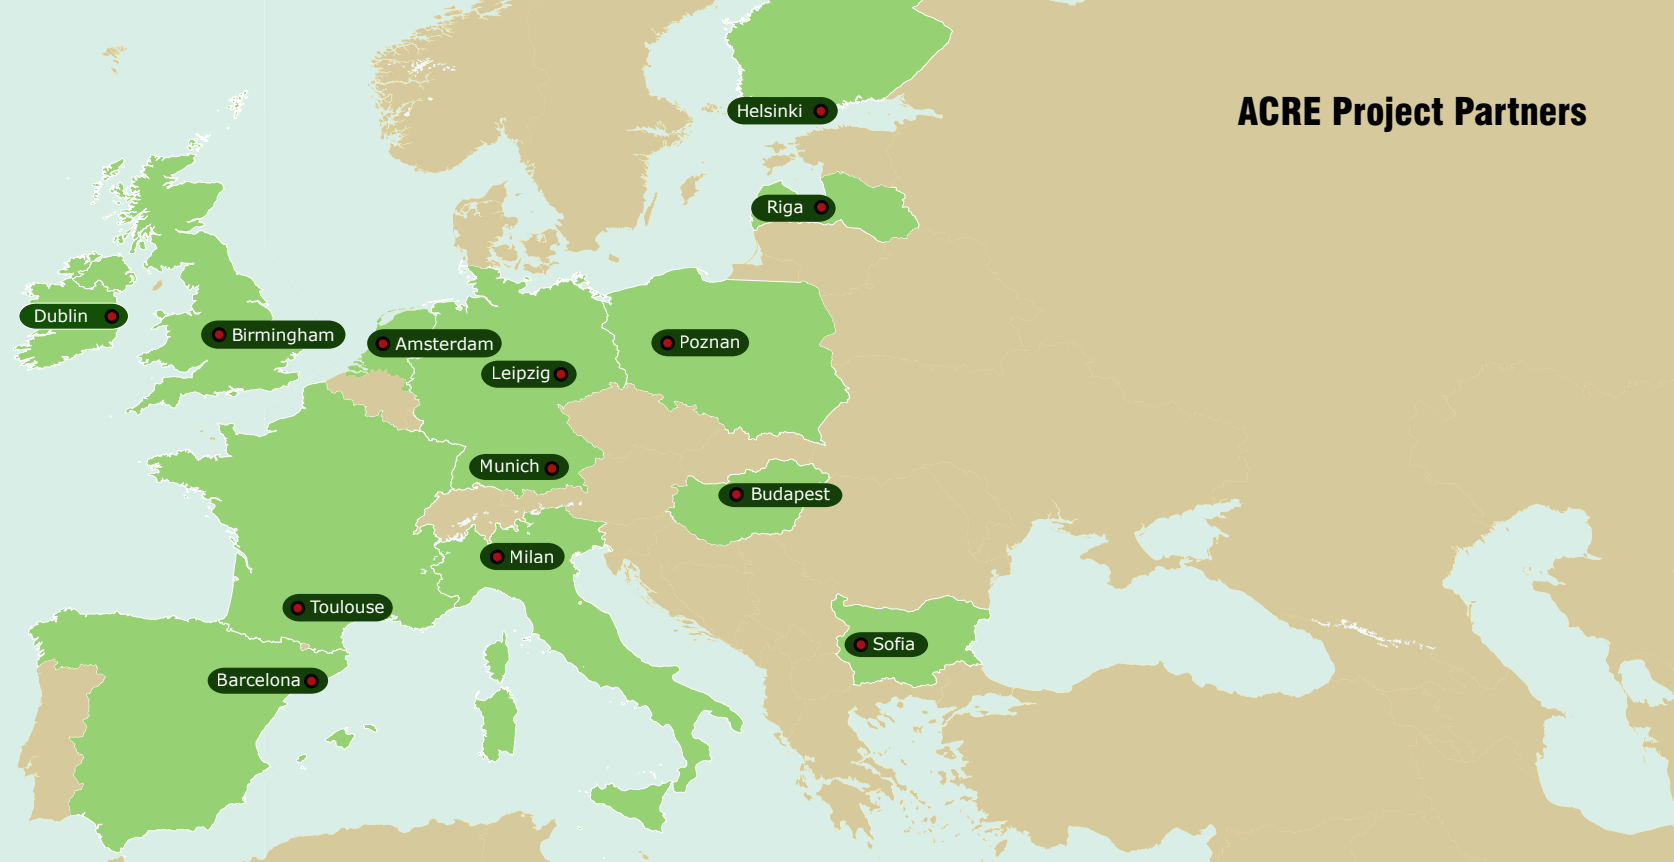 ACRE Project Partners
Helsinki
Riga
Dublin
Birmingham
Amsterdam
Poznan
Leipzig
Munich
Budapest
Milan
Toulouse
Sofia
Barcelona